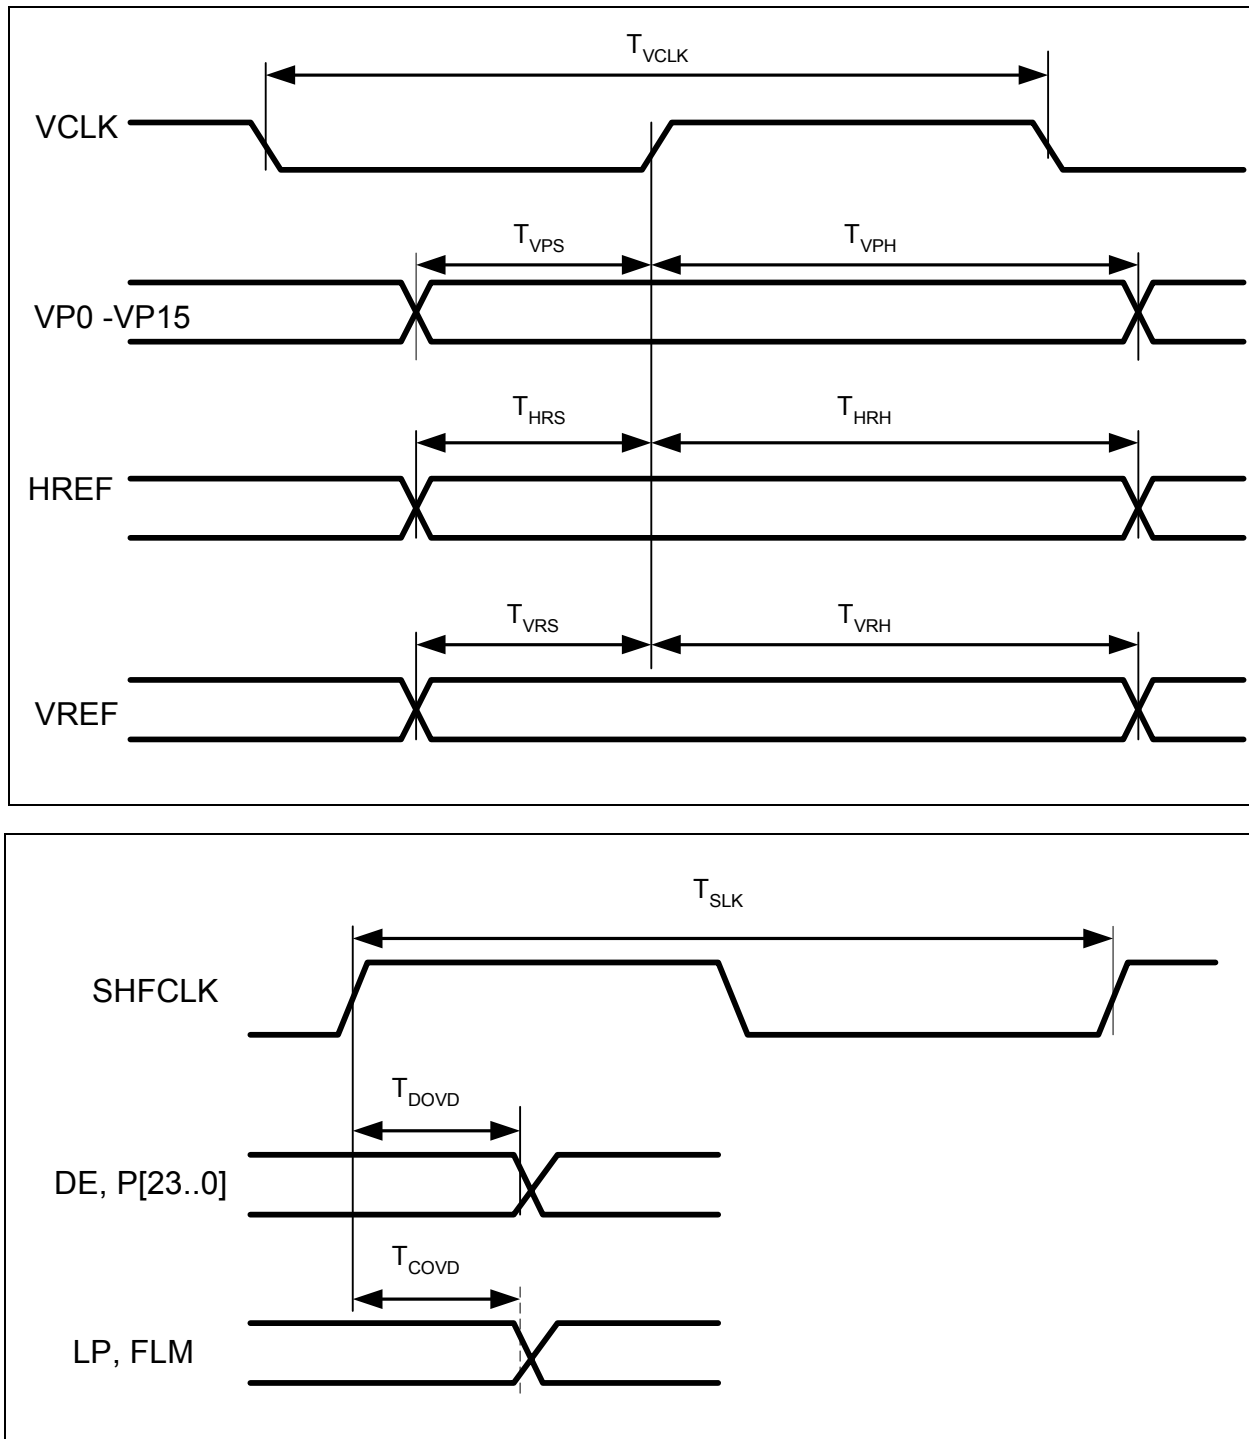 TVCLK
VCLK
TVPS TVPH
VP0 -VP15
THRS THRH
HREF
TVRS TVRH
VREF
TSLK
SHFCLK
TDOVD
DE, P[23..0]
TCOVD
LP, FLM